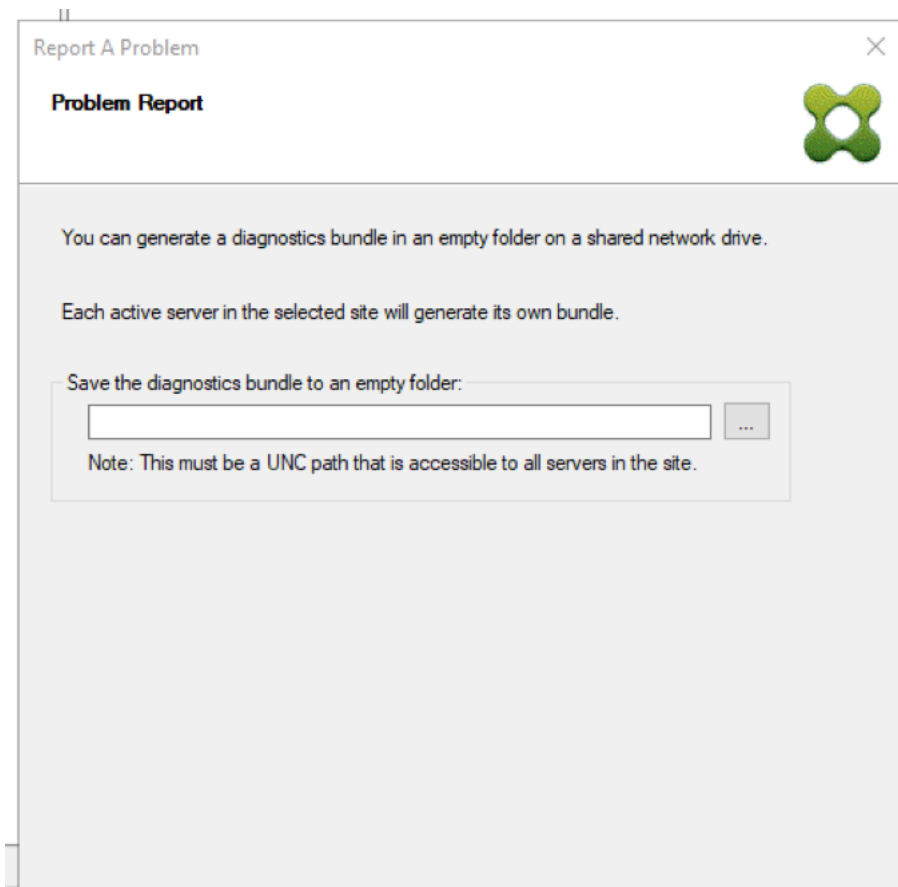 Report A Problem
Problem Report
You can generate a diagnostics bundle in an empty folder on a shared network drive.
Each active server in the selected site will generate its own bundle.
Save the diagnostics bundle to an empty folder:
...
Note: This must be a UNC path that is accessible to all servers in the site.